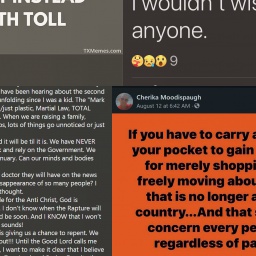 INSTEAD
TH TOLL
TXMemes.com
I wouldn't wis
anyone.
9
have been hearing about the second
nfolding since I was a kid. The "Mark
/just plastic, Martial Law, TOTAL
. When we are raising a family,
s, lots of things go unnoticed or just
d it will be til it is. We have NEVER
t and rely on the Government. We
nuary. Can our minds and bodies
doctor they will have on the news
sappearance of so many people? I
thought.
le for the Anti Christ, God is
I don't know when the Rapture will
d be soon. And I KNOW that I won't
sounds!
is giving us a chance to repent. We
out!!! Until the Good Lord calls me
, I want to make it clear that I believe
Cherika Moodispaugh
August 12 at 6:42 AM
If you have to carry a
your pocket to gain
for merely shoppi
freely moving abou
that is no longer a
country...And that s
concern every pe
regardless of pa